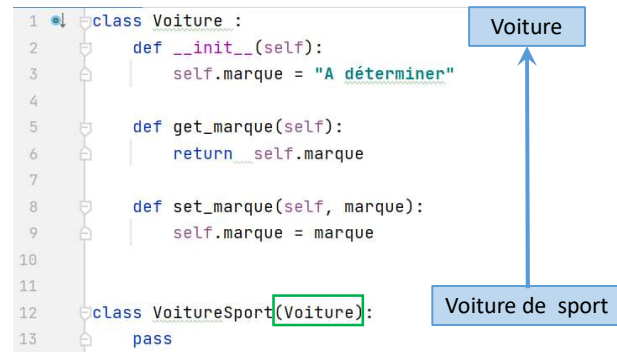 1 class Voiture :
Voiture
2     def __init__(self):
3         self.marque = "A déterminer"
4
5     def get_marque(self):
6         return  self.marque
7
8     def set_marque(self, marque):
9         self.marque = marque
10
11
12 class VoitureSport(Voiture):
Voiture de  sport
13     pass